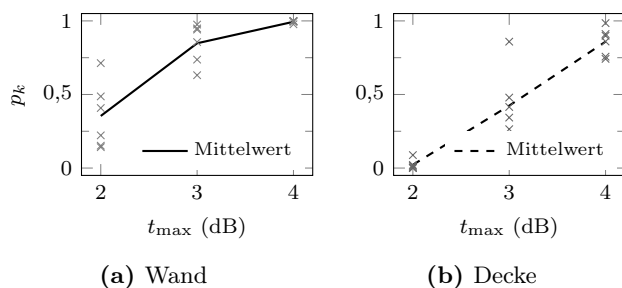 1
0,5
0
p_k
2 3 4
t_max (dB)
Mittelwert
(a) Wand
1
0,5
0
2 3 4
t_max (dB)
Mittelwert
(b) Decke